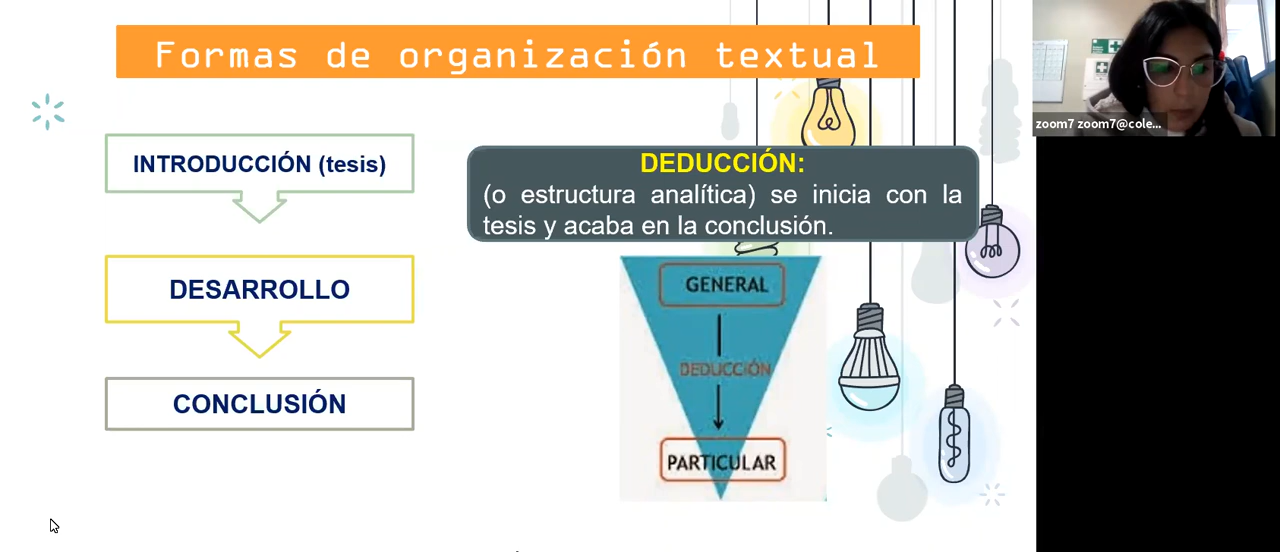 Formas de organización textual
INTRODUCCIÓN (tesis)
DESARROLLO
CONCLUSIÓN
DEDUCCIÓN:
(o estructura analítica) se inicia con la
tesis y acaba en la conclusión.
GENERAL
DEDUCCIÓN
PARTICULAR
zoom7 zoom7@cole...